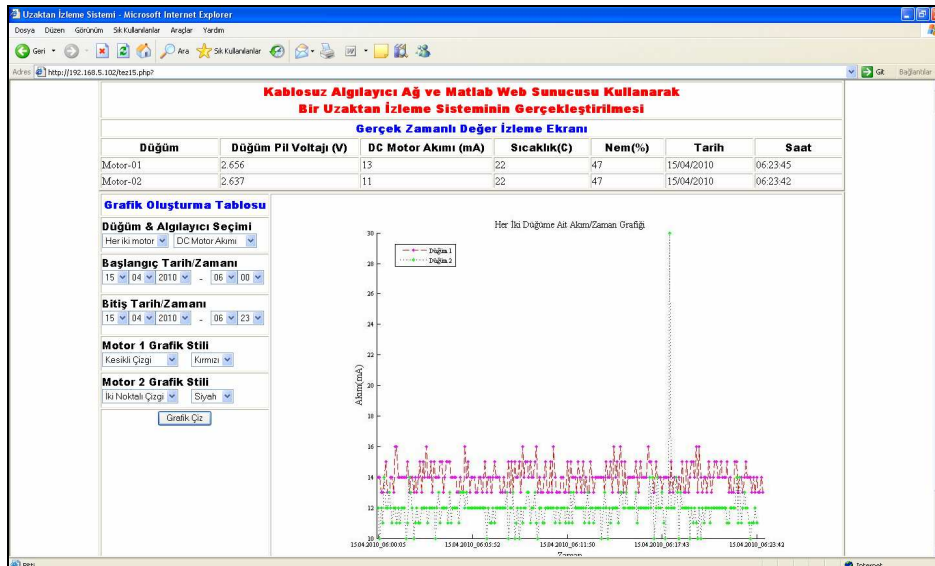 Uzaktan İzleme Sistemi - Microsoft Internet Explorer
Dosya Düzen Görünüm Sık Kullanılanlar Araçlar Yardım
Geri Ara Sık Kullanılanlar
Adres http://192.168.5.102/tez15.php? Git Bağlantılar
Kablosuz Algılayıcı Ağ ve Matlab Web Sunucusu Kullanarak
Bir Uzaktan İzleme Sisteminin Gerçekleştirilmesi
Gerçek Zamanlı Değer İzleme Ekranı
Düğüm Düğüm Pil Voltajı (V) DC Motor Akımı (mA) Sıcaklık(C) Nem(%) Tarih Saat
Motor-01 2.656 13 22 47 15/04/2010 06:23:45
Motor-02 2.637 11 22 47 15/04/2010 06:23:42
Grafik Oluşturma Tablosu
Düğüm & Algılayıcı Seçimi
Her iki motor DC Motor Akımı
Başlangıç Tarih/Zamanı
15 04 2010 - 06 00
Bitiş Tarih/Zamanı
15 04 2010 - 06 23
Motor 1 Grafik Stili
Kesikli Çizgi Kırmızı
Motor 2 Grafik Stili
İki Noktalı Çizgi Siyah
Grafik Çiz
Her İki Düğüme Ait Akım/Zaman Grafiği
Düğüm 1
Düğüm 2
Akım(mA)
30
28
26
24
22
20
18
16
14
12
10
15.04.2010_06:00:05 15.04.2010_06:05:52 15.04.2010_06:11:50 15.04.2010_06:17:43 15.04.2010_06:23:42
Zaman
Bitti Internet